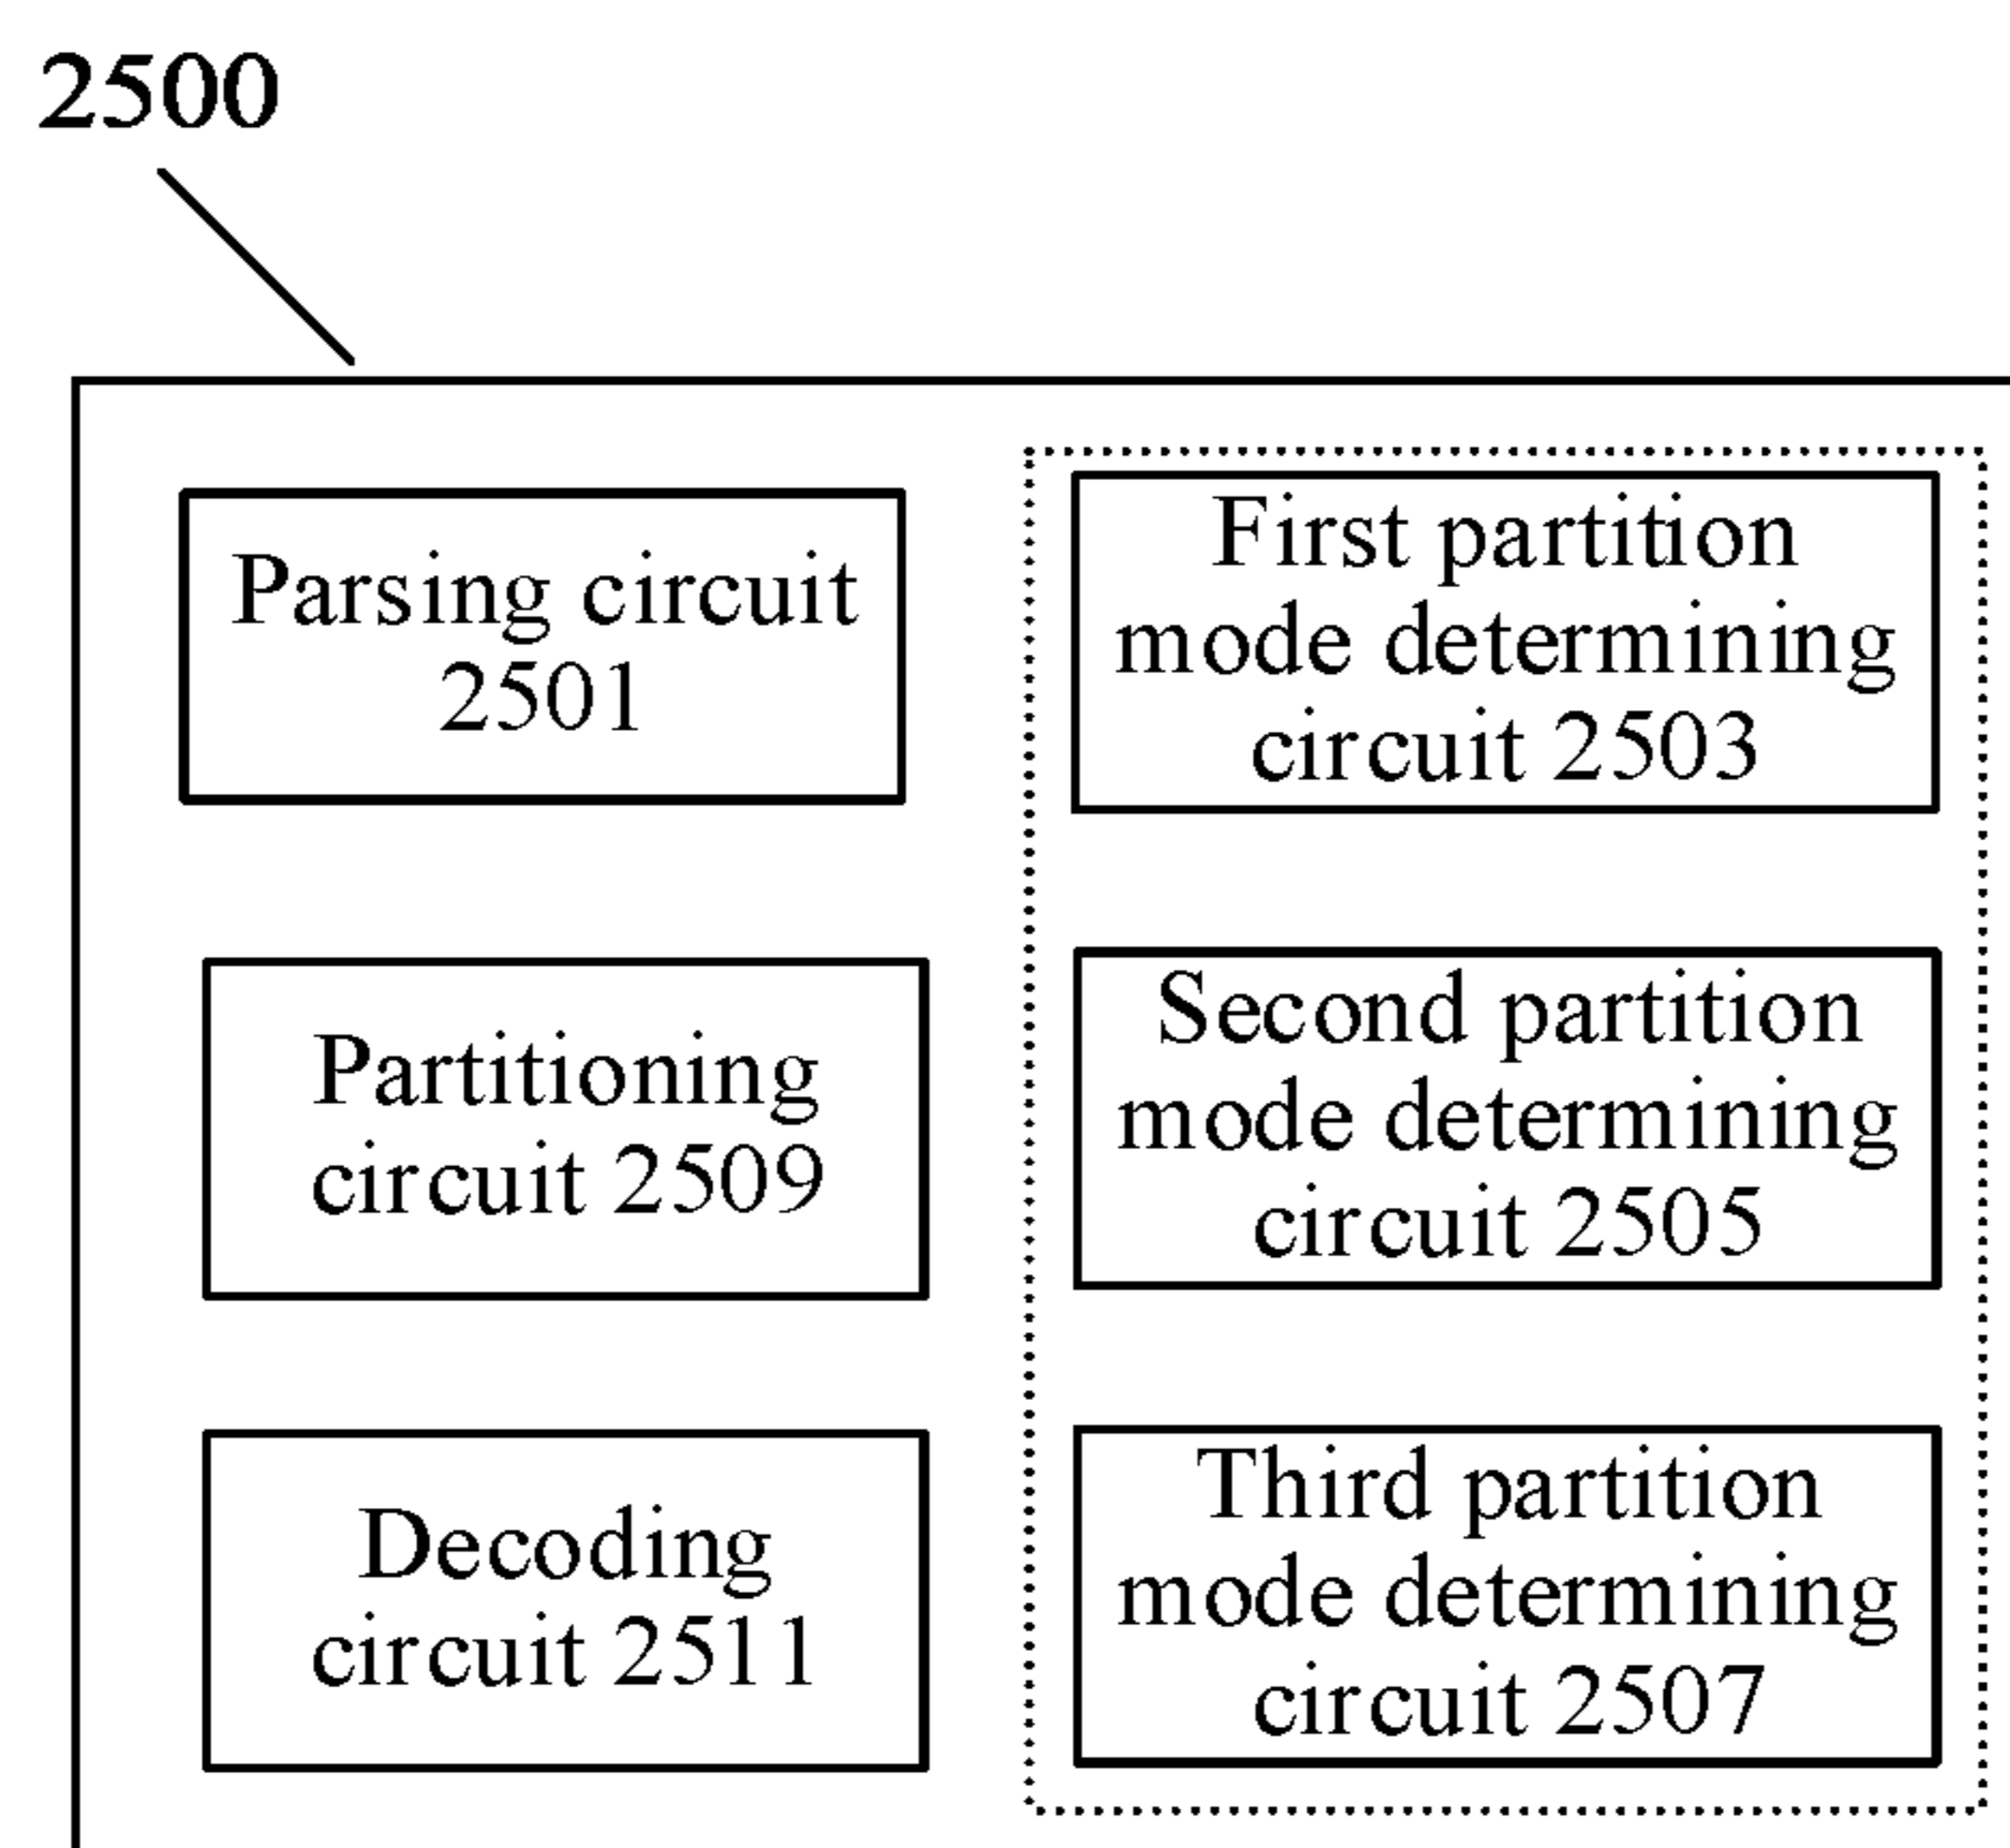 2500
Parsing circuit
2501
First partition
mode determining
circuit 2503
Partitioning
circuit 2509
Second partition
mode determining
circuit 2505
Decoding
circuit 2511
Third partition
mode determining
circuit 2507